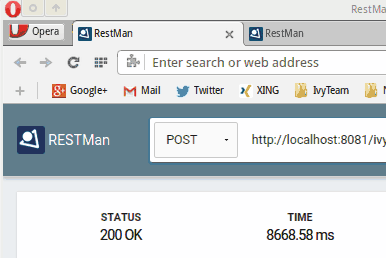 RestMan
Opera
RestMan
RestMan
Enter search or web address
Google+
Mail
Twitter
XING
IvyTeam
N
RESTMan
POST
http://localhost:8081/ivy
STATUS
TIME
200 OK
8668.58 ms